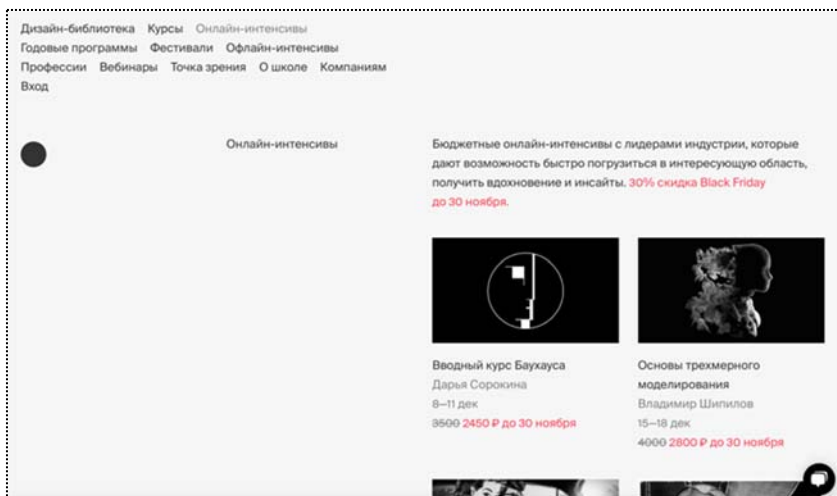 Дизайн-библиотека Курсы Онлайн-интенсивы
Годовые программы Фестивали Офлайн-интенсивы
Профессии Вебинары Точка зрения О школе Компаниям
Вход
Онлайн-интенсивы
Бюджетные онлайн-интенсивы с лидерами индустрии, которые
дают возможность быстро погрузиться в интересующую область,
получить вдохновение и инсайты. 30% скидка Black Friday
до 30 ноября.
Вводный курс Баухауса
Дарья Сорокина
8–11 дек
3500 2450 ₽ до 30 ноября
Основы трехмерного
моделирования
Владимир Шипилов
15–18 дек
4000 2800 ₽ до 30 ноября